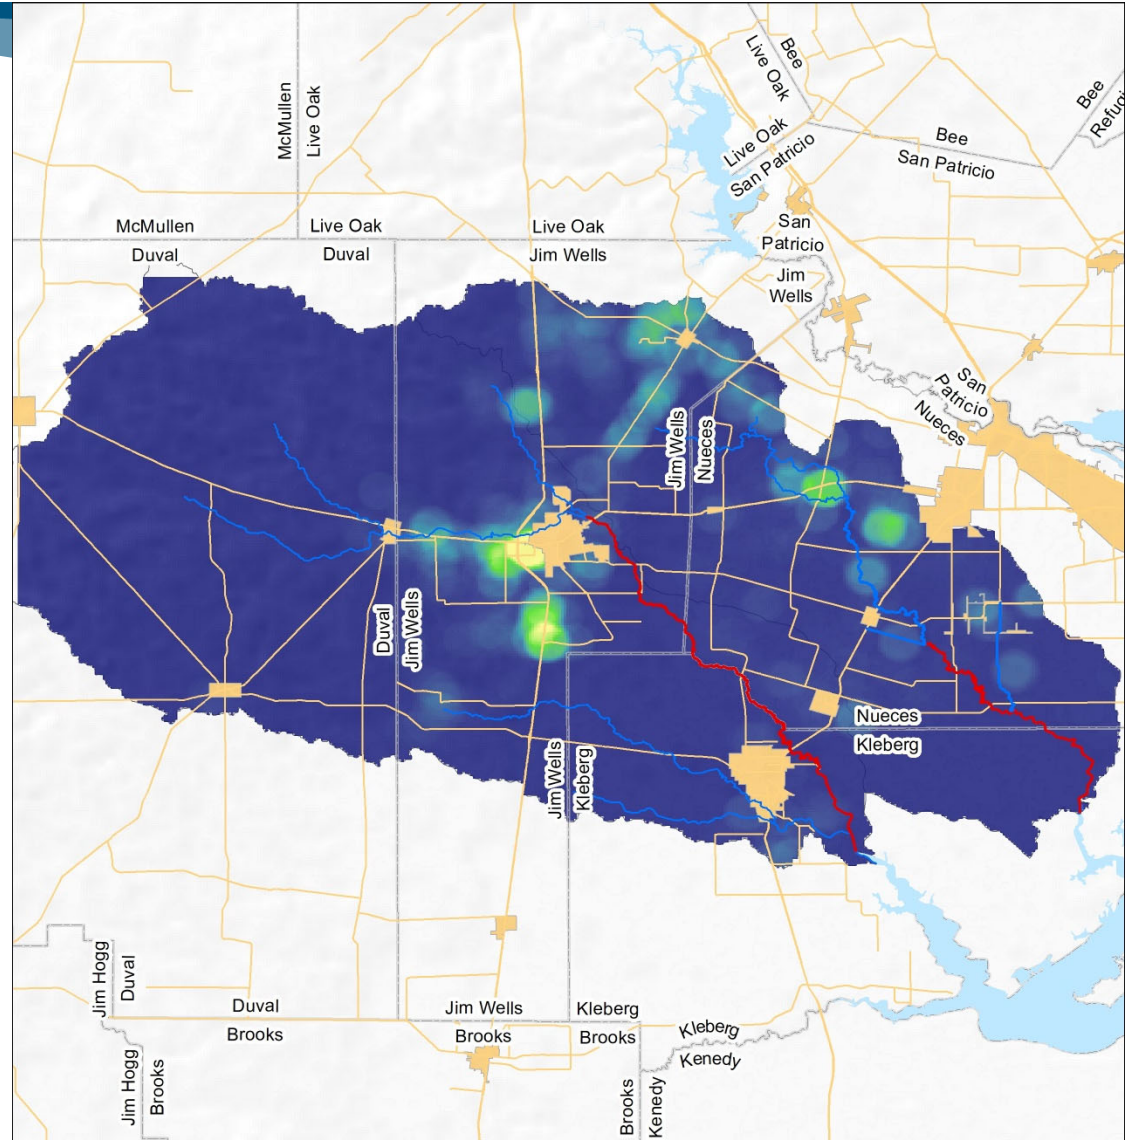 Bee
Live Oak
Bee
Refugi
McMullen
Live Oak
Live Oak
San Patricio
Bee
San Patricio
McMullen
Live Oak
Live Oak
San
Patricio
Duval
Duval
Jim Wells
Jim
Wells
San
Patricio
Nueces
Jim Wells
Nueces
Duval
Jim Wells
Nueces
Kleberg
Jim Wells
Kleberg
Jim Hogg
Duval
Duval
Jim Wells
Kleberg
Brooks
Brooks
Brooks
Kleberg
Kenedy
Jim Hogg
Brooks
Brooks
Kenedy